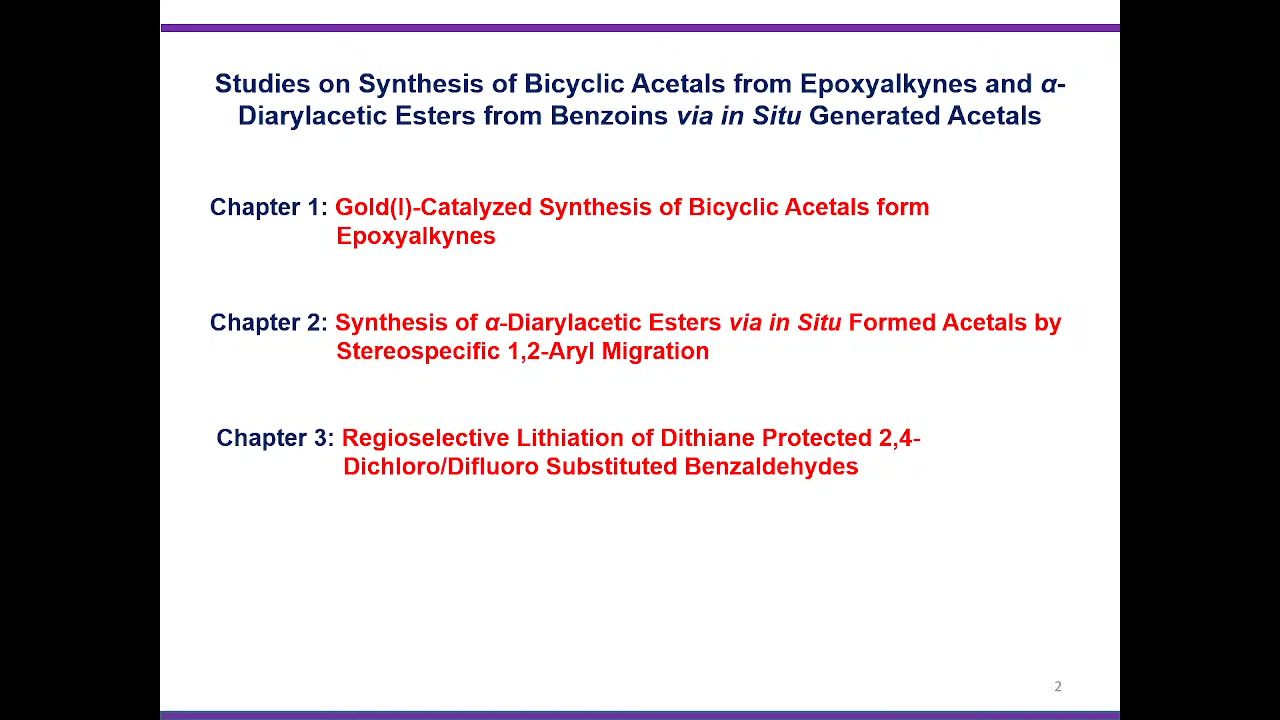 Studies on Synthesis of Bicyclic Acetals from Epoxyalkynes and α-
Diarylacetic Esters from Benzoins via in Situ Generated Acetals
Chapter 1: Gold(I)-Catalyzed Synthesis of Bicyclic Acetals form
Epoxyalkynes
Chapter 2: Synthesis of α-Diarylacetic Esters via in Situ Formed Acetals by
Stereospecific 1,2-Aryl Migration
Chapter 3: Regioselective Lithiation of Dithiane Protected 2,4-
Dichloro/Difluoro Substituted Benzaldehydes
2